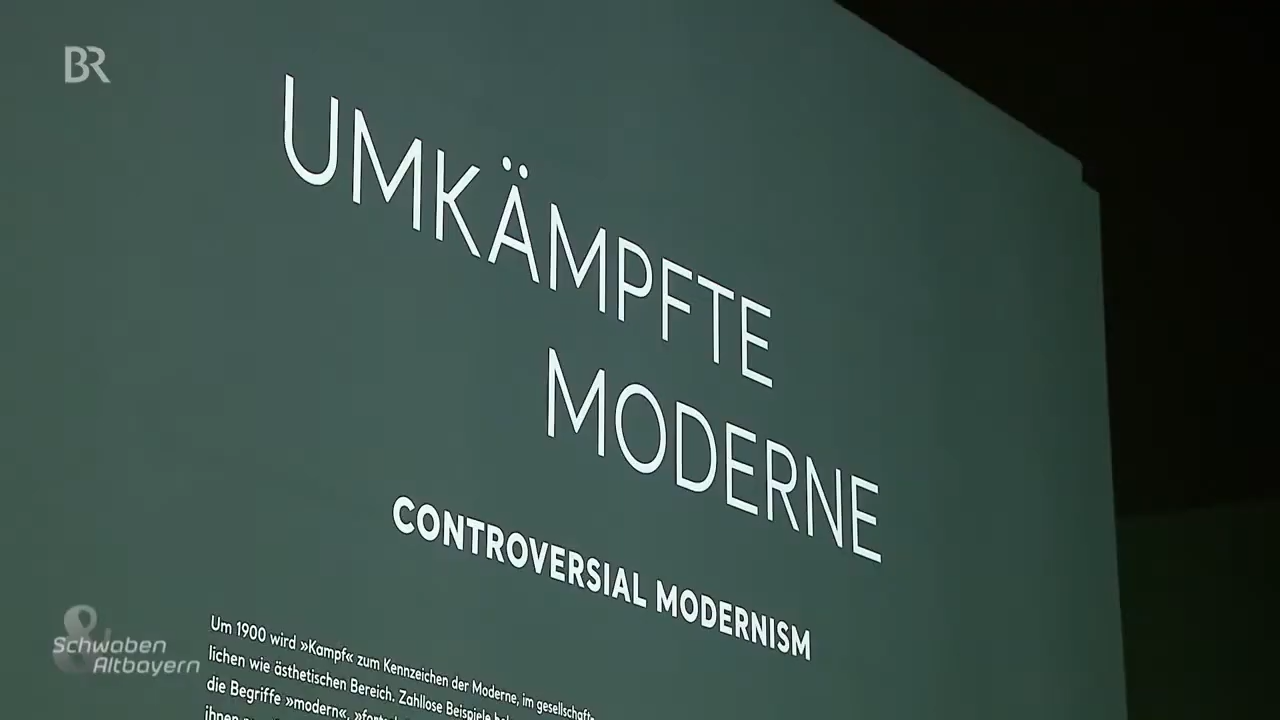 BR
UMKÄMPFTE
MODERNE
CONTROVERSIAL MODERNISM
Um 1900 wird »Kampf« zum Kennzeichen der Moderne, im gesellschaft-
lichen wie ästhetischen Bereich. Zahllose Beispiele
die Begriffe »modern«,
ihnen
Schwaben
& Altbayern